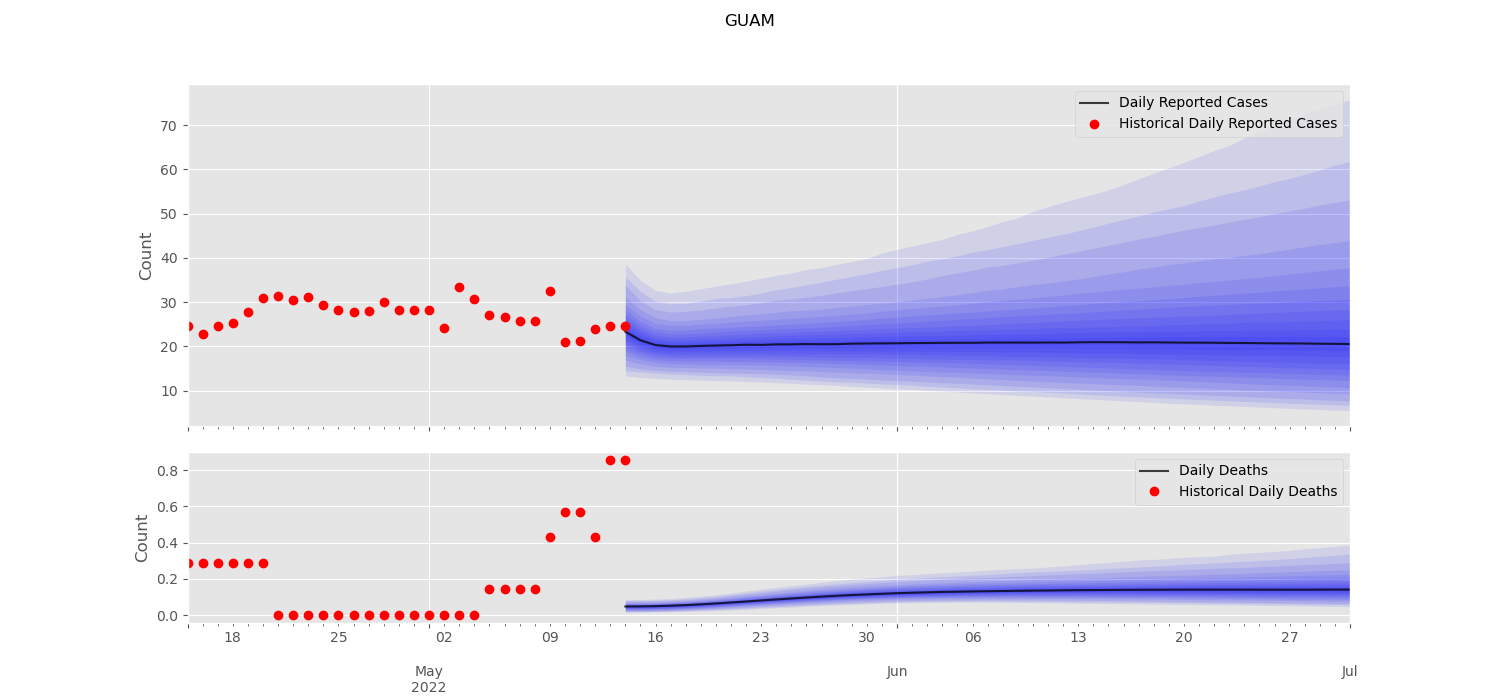 GUAM
Daily Reported Cases
Historical Daily Reported Cases
70
60
50
40
30
20
10
Count
Daily Deaths
Historical Daily Deaths
0.8
0.6
0.4
0.2
0.0
Count
18 25 02 09 16 23 30 06 13 20 27
May Jun Jul
2022